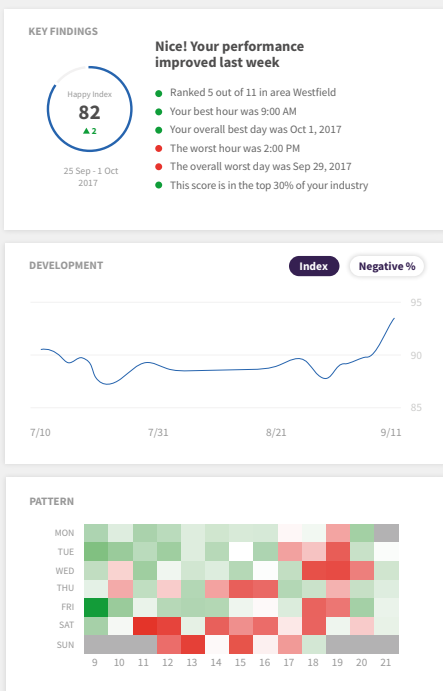 KEY FINDINGS
Nice! Your performance
improved last week
Happy Index
82
▲2
25 Sep - 1 Oct
2017
Ranked 5 out of 11 in area Westfield
Your best hour was 9:00 AM
Your overall best day was Oct 1, 2017
The worst hour was 2:00 PM
The overall worst day was Sep 29, 2017
This score is in the top 30% of your industry
DEVELOPMENT
Index
Negative %
95
90
85
7/10 7/31 8/21 9/11
PATTERN
MON
TUE
WED
THU
FRI
SAT
SUN
9 10 11 12 13 14 15 16 17 18 19 20 21